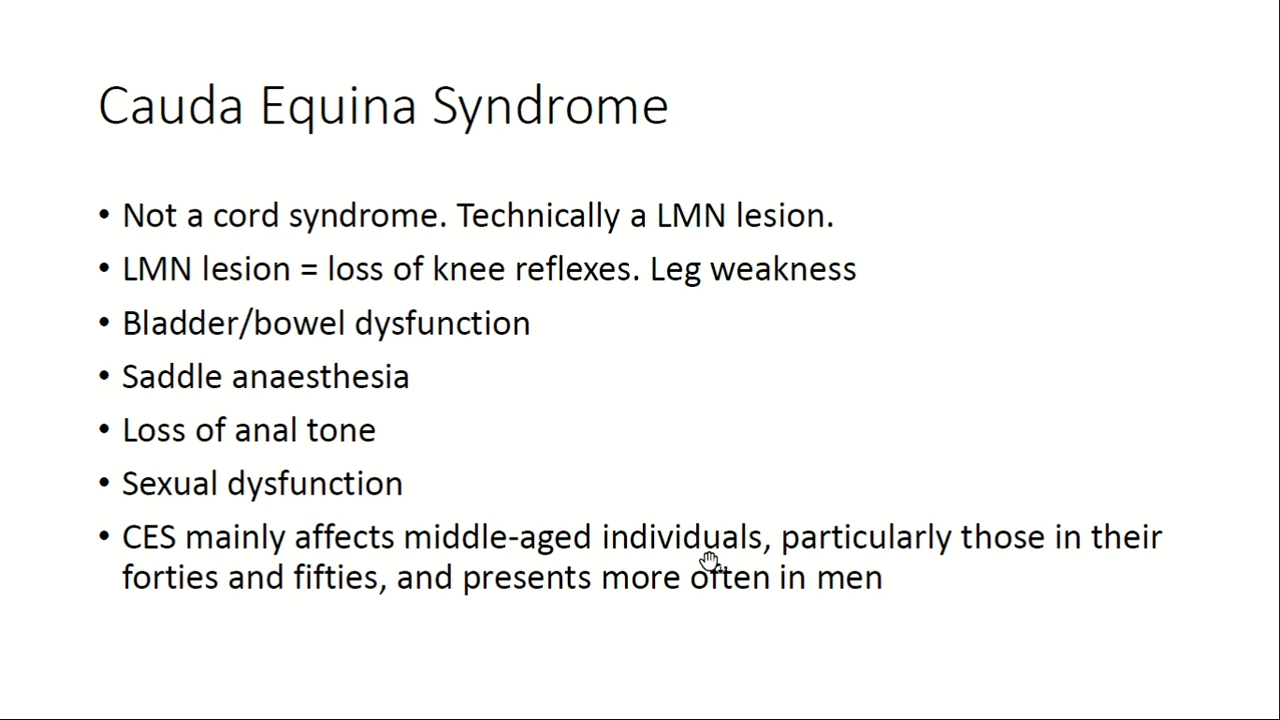 Cauda Equina Syndrome
• Not a cord syndrome. Technically a LMN lesion.
• LMN lesion = loss of knee reflexes. Leg weakness
• Bladder/bowel dysfunction
• Saddle anaesthesia
• Loss of anal tone
• Sexual dysfunction
• CES mainly affects middle-aged individuals, particularly those in their
forties and fifties, and presents more often in men